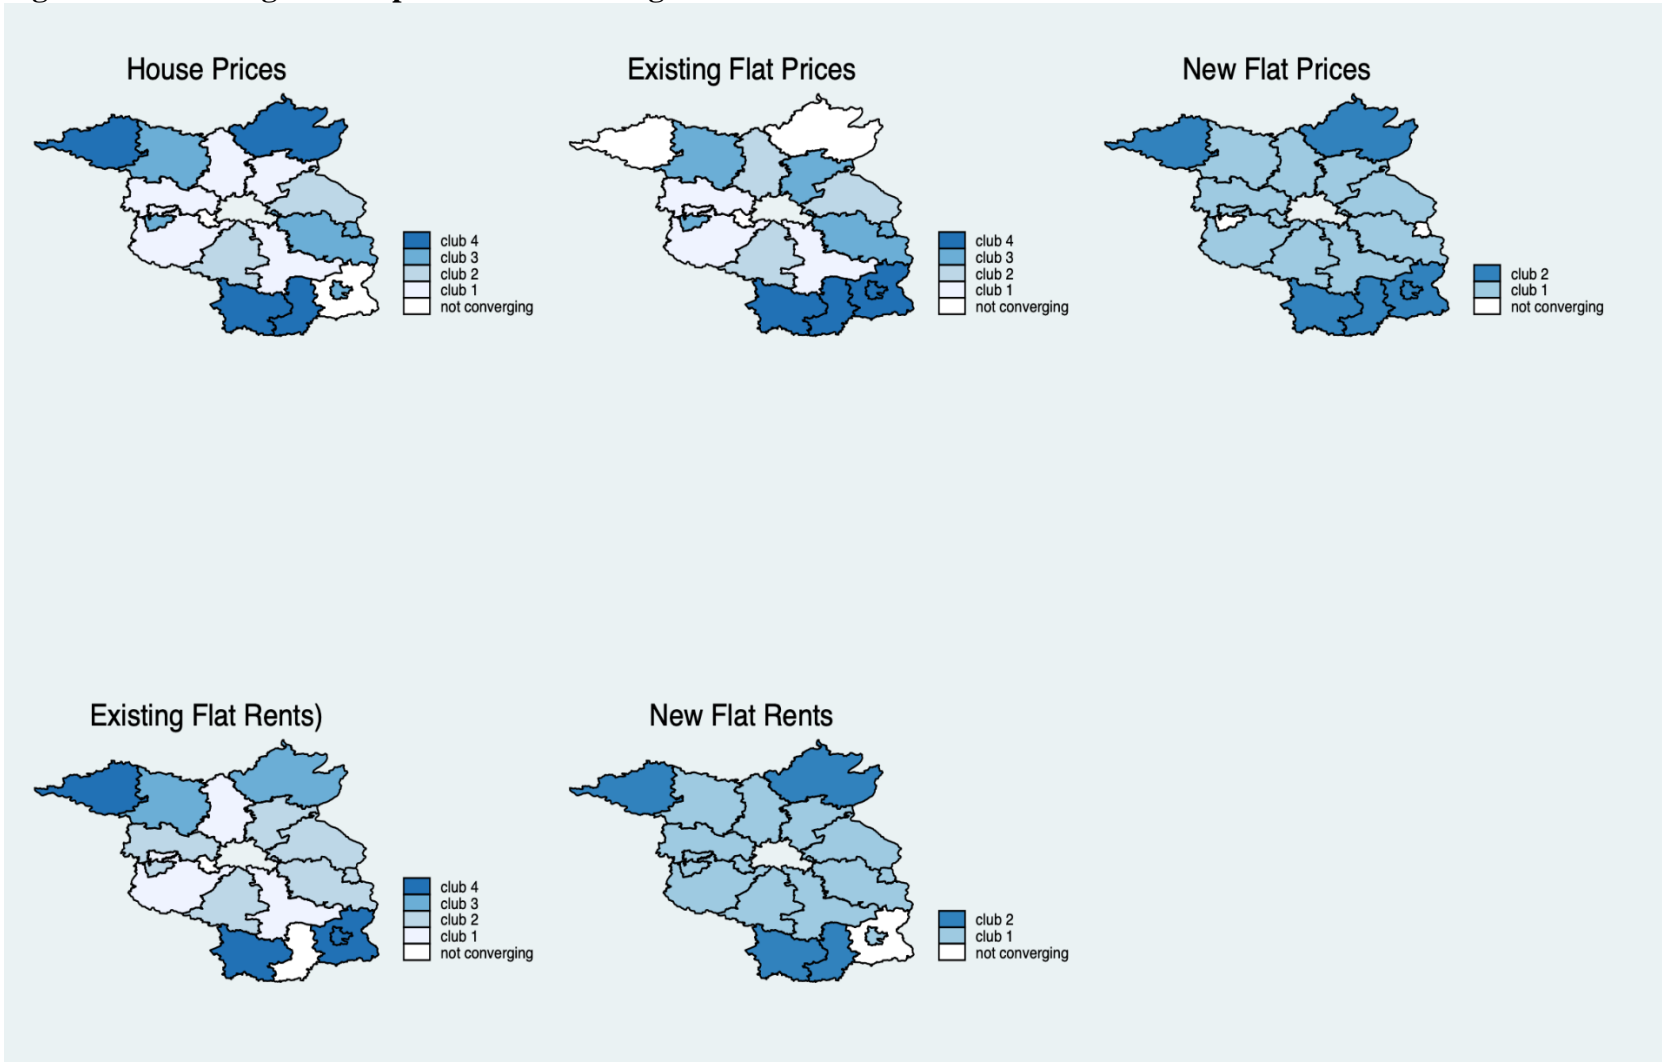 House Prices
Existing Flat Prices
New Flat Prices
club 4
club 3
club 2
club 1
not converging
club 4
club 3
club 2
club 1
not converging
club 2
club 1
not converging
Existing Flat Rents)
New Flat Rents
club 4
club 3
club 2
club 1
not converging
club 2
club 1
not converging